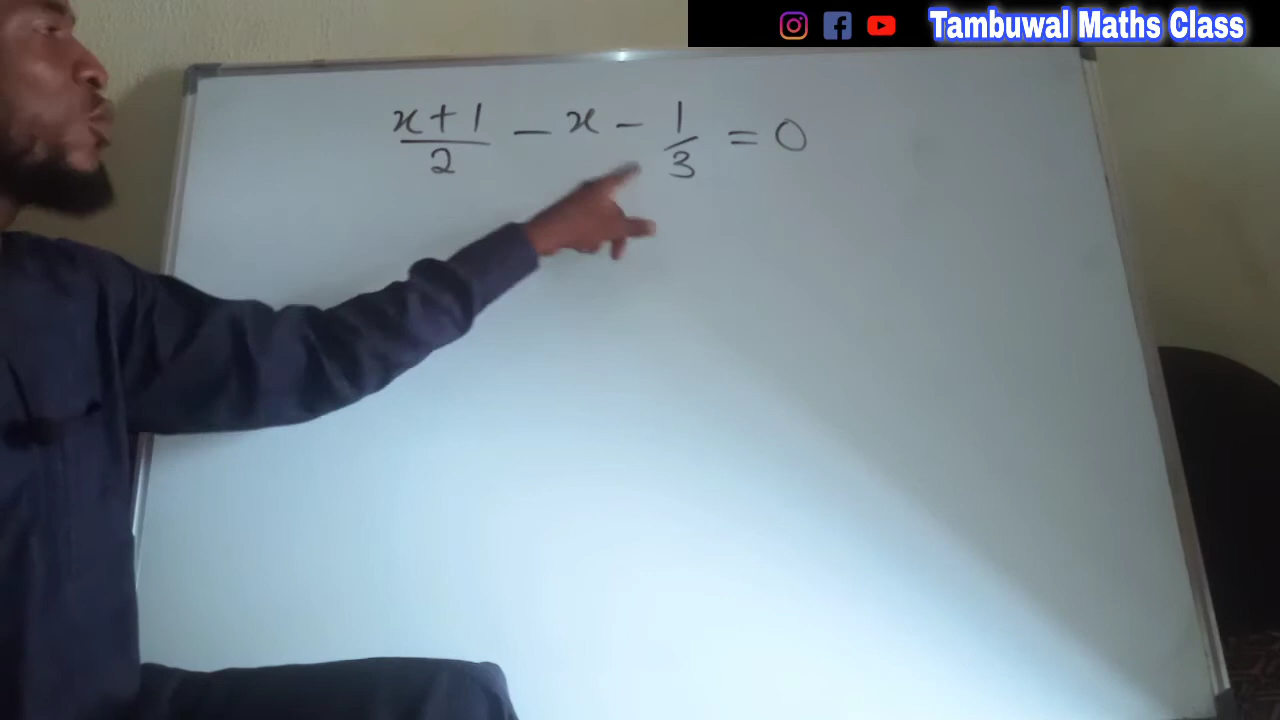 Tambuwal Maths Class
x+1/2 - x - 1/3 = 0